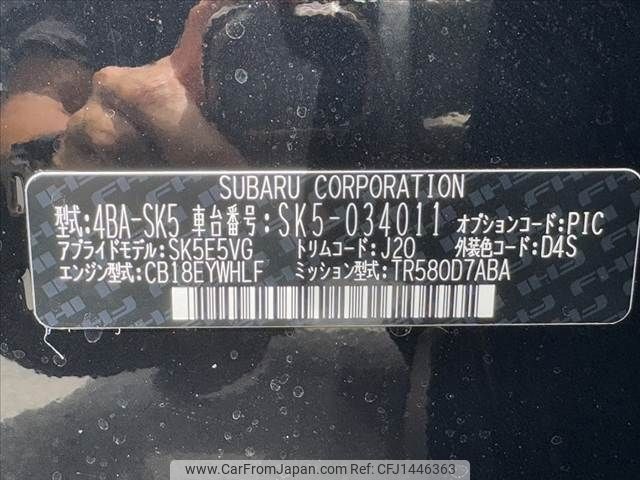 SUBARU CORPORATION
型式:4BA-SK5 車台番号:SK5-034011 オプションコード:PIC
アプライドモデル:SK5E5VG トリムコード:J20 外装色コード:D4S
エンジン型式:CB18EYWHLF ミッション型式:TR580D7ABA
www.CarFromJapan.com CFJ1446363